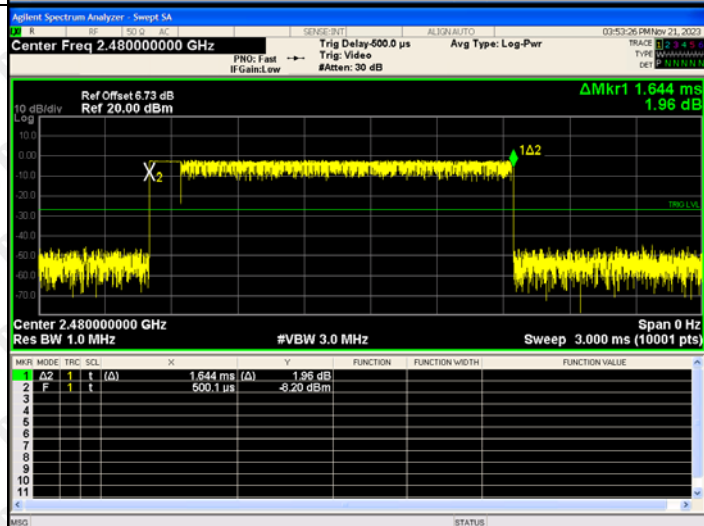 Agilent Spectrum Analyzer - Swept SA
R RF 50 Ω AC SENSE:INT ALIGNAUTO 03:53:26 PM Nov 21, 2023
Center Freq 2.480000000 GHz
PNO: Fast
IFGain:Low
Trig Delay-500.0 µs
Trig: Video
#Atten: 30 dB
Avg Type: Log-Pwr
TRACE 1 2 3 4 5 6
TYPE
DET P N N N N N
ΔMkr1 1.644 ms
1.96 dB
Ref Offset 6.73 dB
10 dB/div Ref 20.00 dBm
Log
10.0
0.00
-10.0
-20.0
-30.0
-40.0
-50.0
-60.0
-70.0
1Δ2
X2
TRIG LVL
Center 2.480000000 GHz Span 0 Hz
Res BW 1.0 MHz #VBW 3.0 MHz Sweep 3.000 ms (10001 pts)
MKR MODE TRC SCL X Y FUNCTION FUNCTION WIDTH FUNCTION VALUE
1 Δ2 1 t (Δ) 1.644 ms (Δ) 1.96 dB
2 F 1 t 500.1 µs -8.20 dBm
3
4
5
6
7
8
9
10
11
MSG STATUS